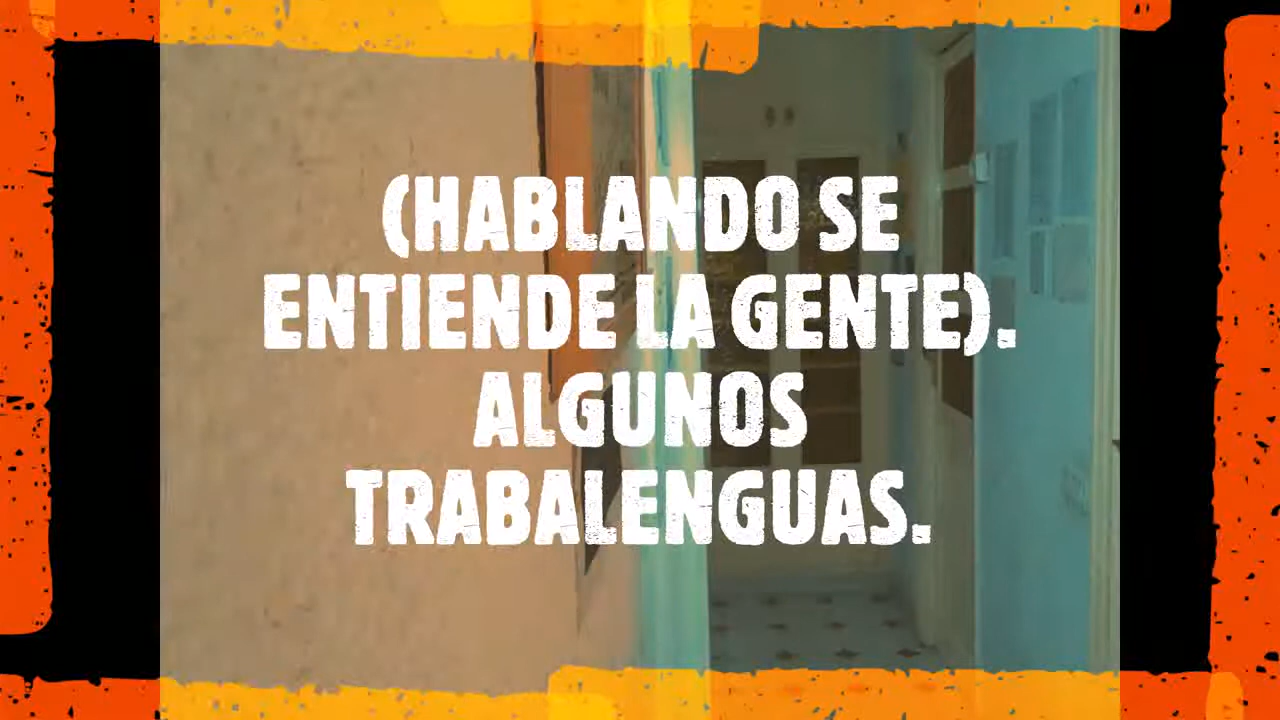 (HABLANDO SE
ENTIENDE LA GENTE).
ALGUNOS
TRABALENGUAS.